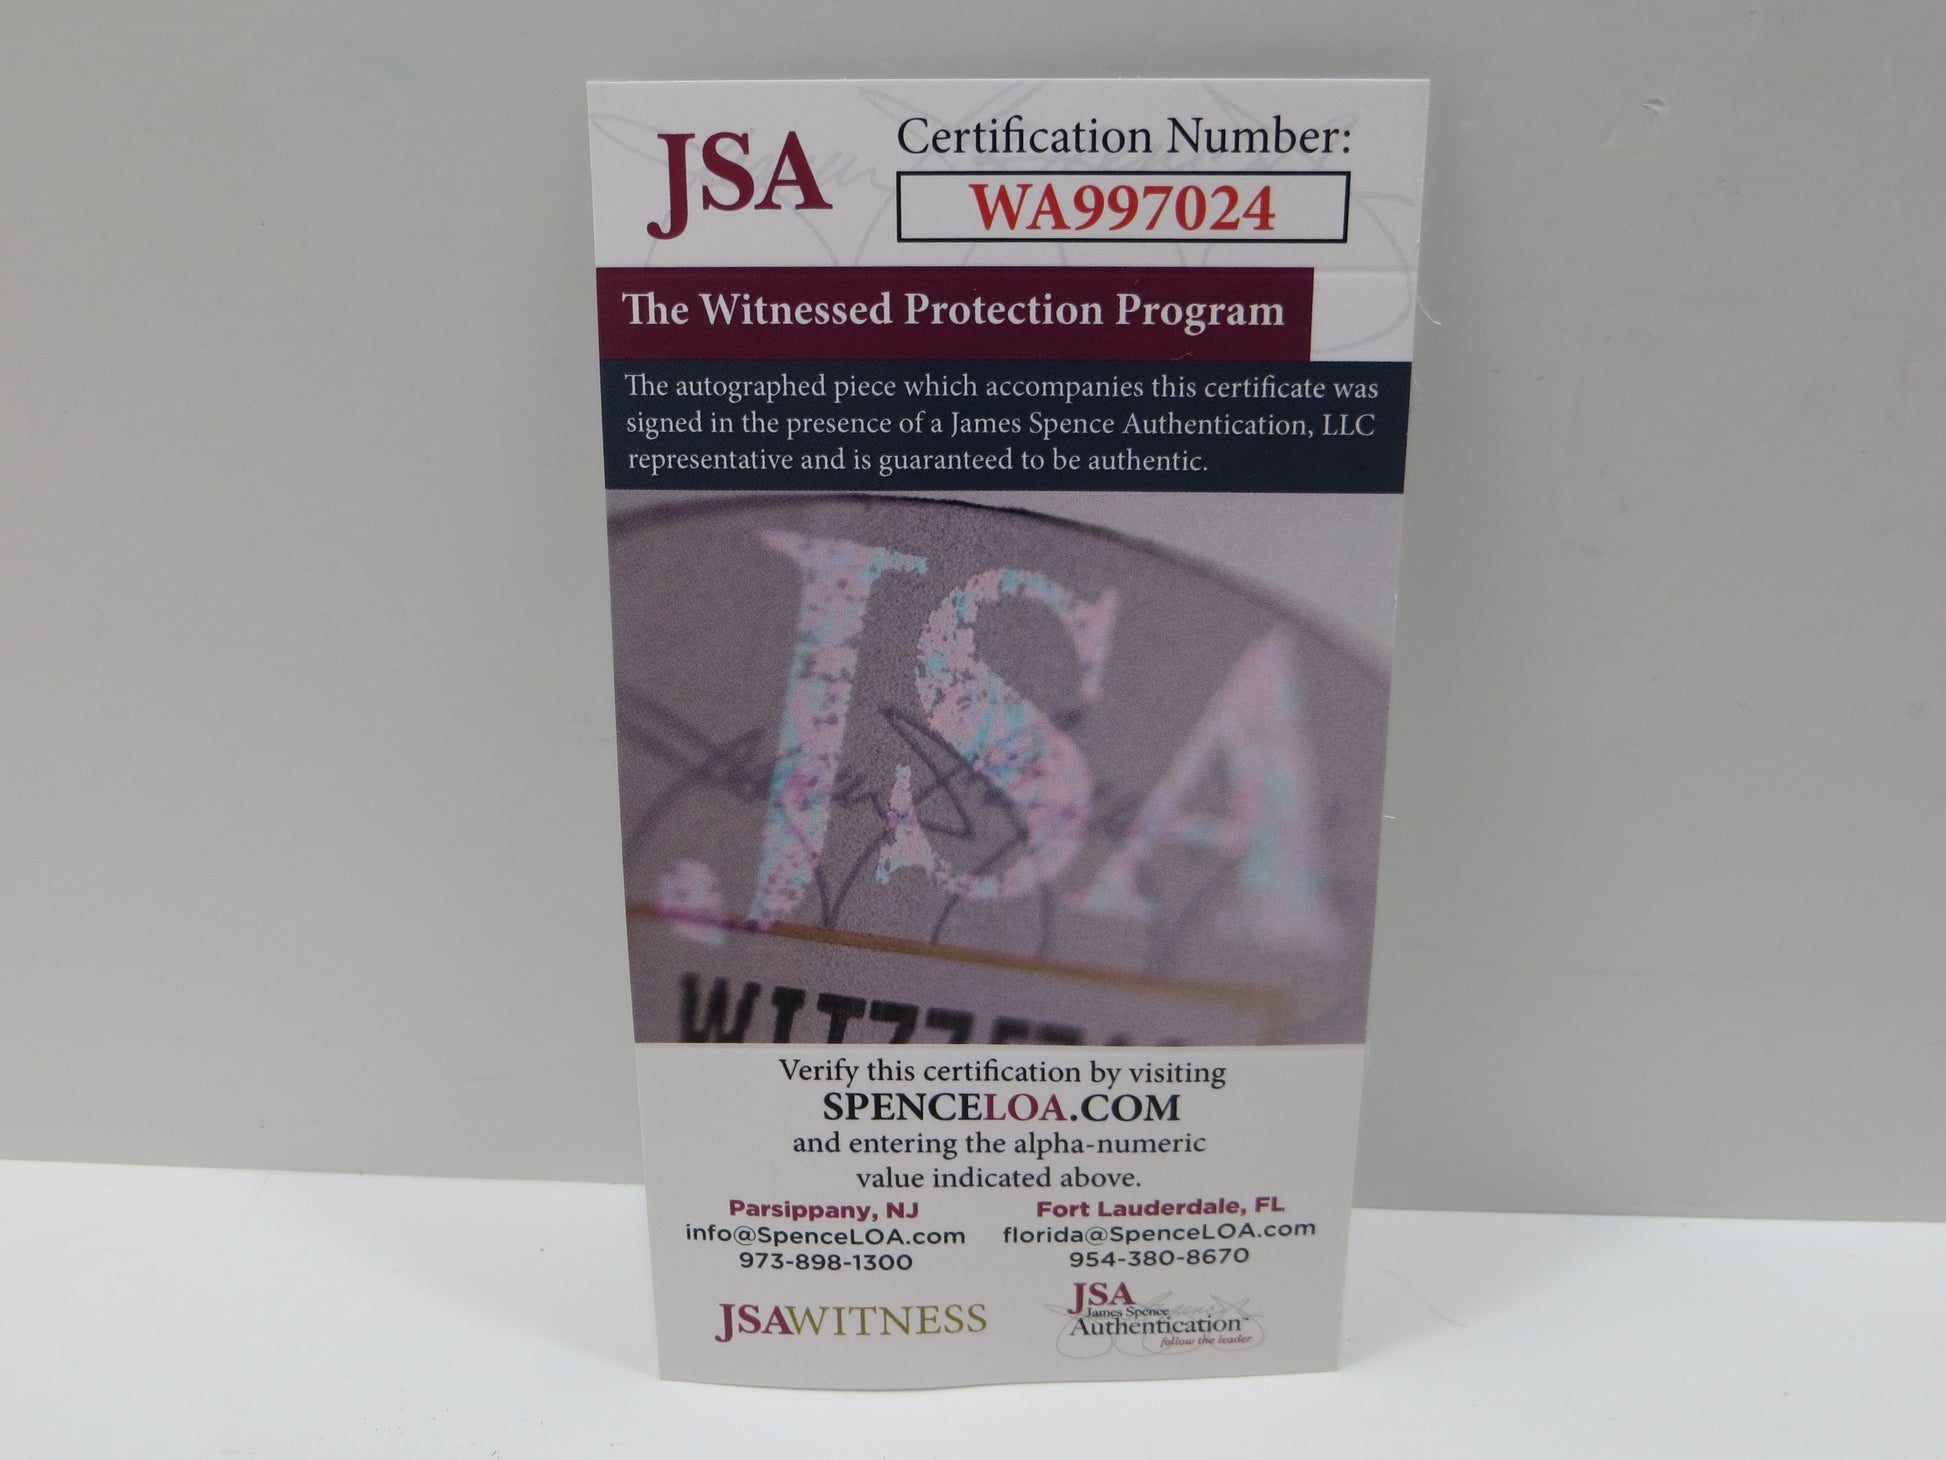 JSA
Certification Number:
WA997024
The Witnessed Protection Program
The autographed piece which accompanies this certificate was
signed in the presence of a James Spence Authentication, LLC
representative and is guaranteed to be authentic.
JSA
Verify this certification by visiting
SPENCELOA.COM
and entering the alpha-numeric
value indicated above.
Parsippany, NJ
info@SpenceLOA.com
973-898-1300
Fort Lauderdale, FL
florida@SpenceLOA.com
954-380-8670
JSAWITNESS
JSA
James Spence
Authentication™
follow the leader